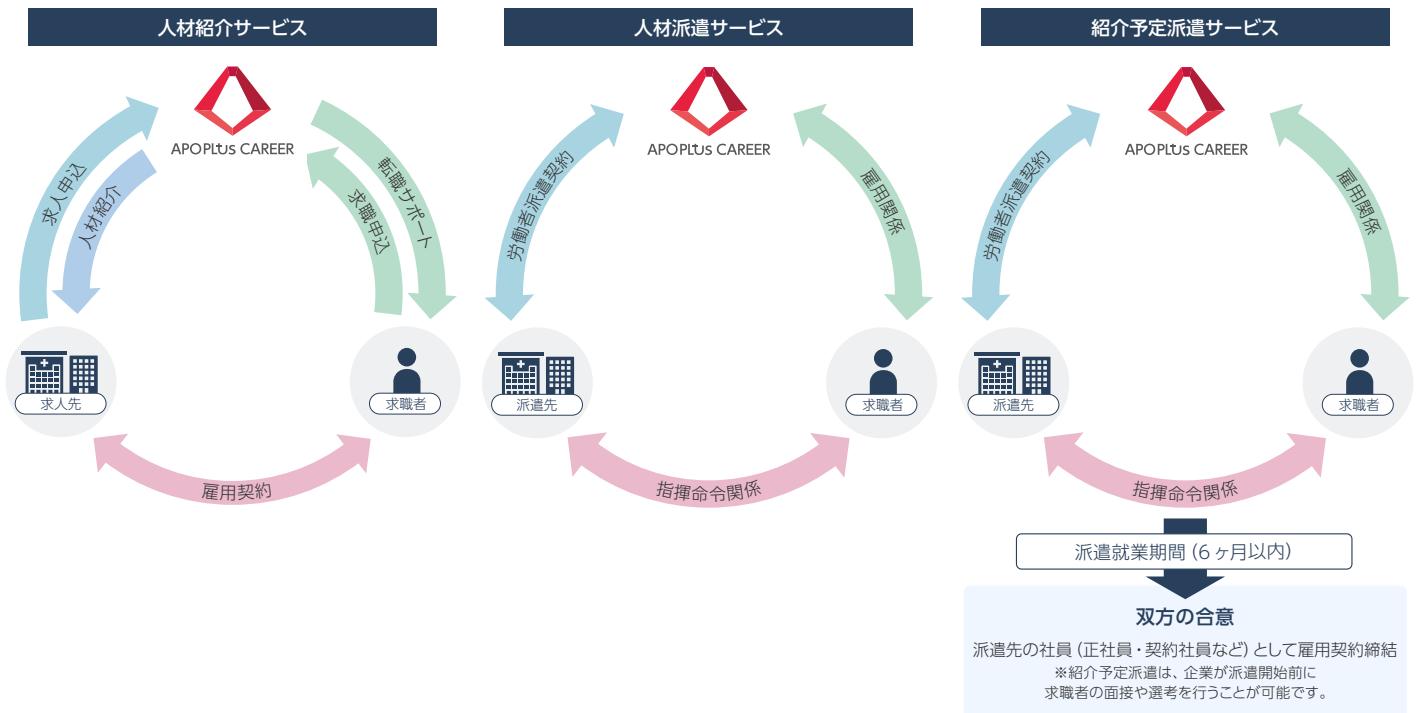 人材紹介サービス
APOPLUS CAREER
求人申込
人材紹介
転職サポート
求職申込
求人先
求職者
雇用契約
人材派遣サービス
APOPLUS CAREER
労働者派遣契約
雇用関係
派遣先
求職者
指揮命令関係
紹介予定派遣サービス
APOPLUS CAREER
労働者派遣契約
雇用関係
派遣先
求職者
指揮命令関係
派遣就業期間(6ヶ月以内)
双方の合意
派遣先の社員(正社員・契約社員など)として雇用契約締結
※紹介予定派遣は、企業が派遣開始前に
求職者の面接や選考を行うことが可能です。